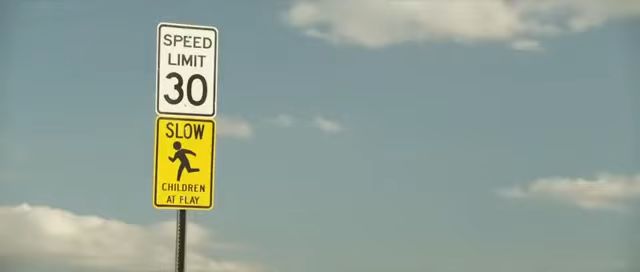 SPEED
LIMIT
30
SLOW
CHILDREN
AT PLAY